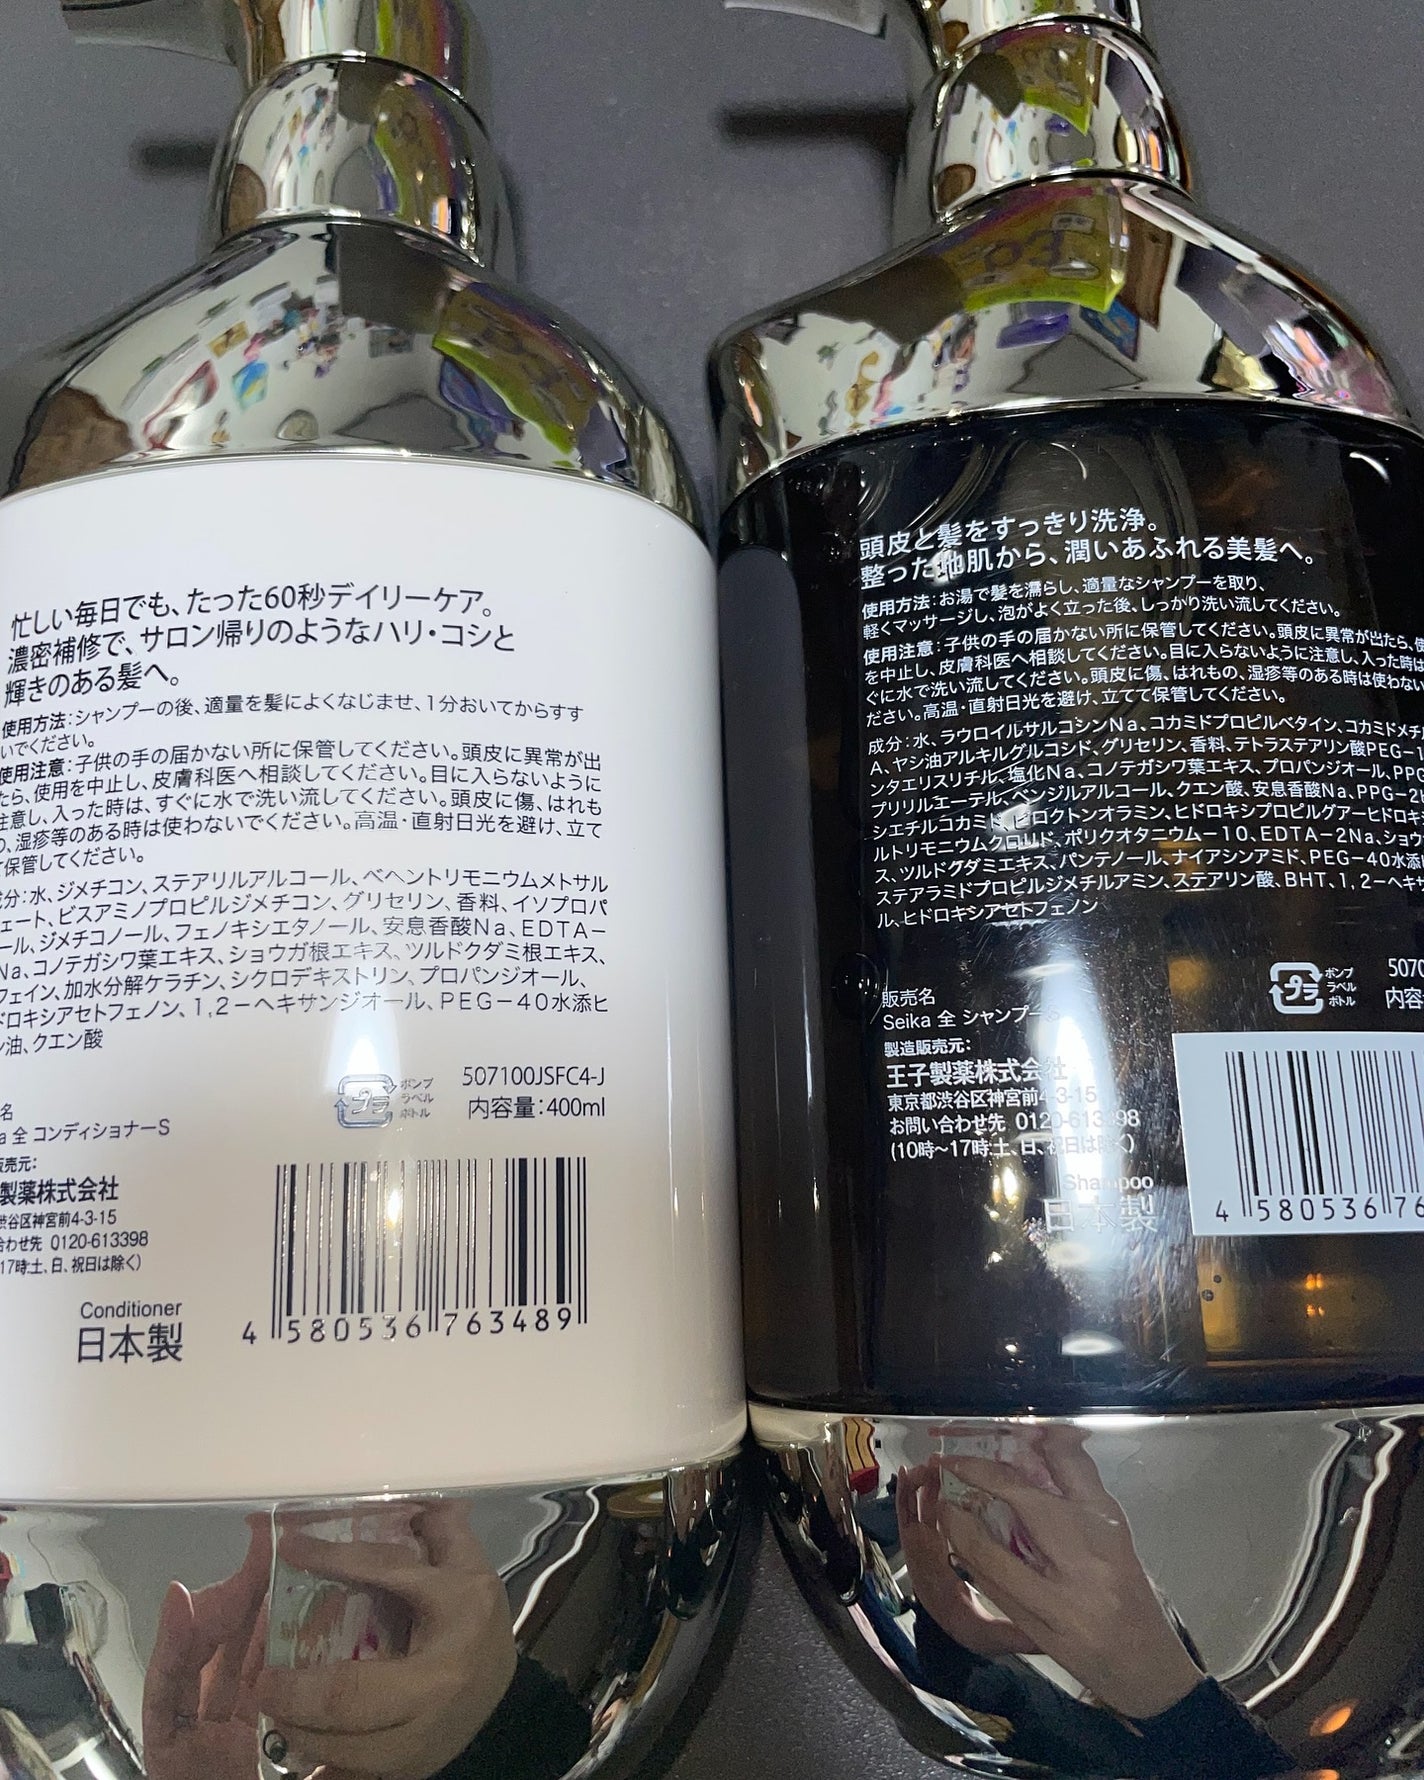 忙しい毎日でも、たった60秒デイリーケア。
濃密補修で、サロン帰りのようなハリ・コシと
輝きのある髪へ。
使用方法：シャンプーの後、適量を髪によくなじませ、1分おいてからすす
いでください。
使用注意：子供の手の届かない所に保管してください。頭皮に異常が出
たら、使用を中止し、皮膚科医へ相談してください。目に入らないように
注意し、入った時は、すぐに水で洗い流してください。頭皮に傷、はれも
の、湿疹等のある時は使わないでください。高温・直射日光を避け、立て
て保管してください。
成分：水、ジメチコン、ステアリルアルコール、ベヘントリモニウムメトサル
ェート、ビスアミノプロピルジメチコン、グリセリン、香料、イソプロパ
ール、ジメチコノール、フェノキシエタノール、安息香酸Na、EDTA−
Na、コノテガシワ葉エキス、ショウガ根エキス、ツルドクダミ根エキス、
フェイン、加水分解ケラチン、シクロデキストリン、プロパンジオール、
ドロキシアセトフェノン、1,2−ヘキサンジオール、PEG−40水添ヒ
シ油、クエン酸
プラ
ポンプ
ラベル
ボトル
507100JSFC4-J
内容量：400ml
名
a 全 コンディショナーS
販売元：
製薬株式会社
渋谷区神宮前4-3-15
合わせ先 0120-613398
17時:土、日、祝日は除く）
Conditioner
日本製
4 580536 763489
頭皮と髪をすっきり洗浄。
整った地肌から、潤いあふれる美髪へ。
使用方法：お湯で髪を濡らし、適量なシャンプーを取り、
軽くマッサージし、泡がよく立った後、しっかり洗い流してください。
使用注意：子供の手の届かない所に保管してください。頭皮に異常が出たら、使
を中止し、皮膚科医へ相談してください。目に入らないように注意し、入った時は
ぐに水で洗い流してください。頭皮に傷、はれもの、湿疹等のある時は使わない
ださい。高温・直射日光を避け、立てて保管してください。
成分：水、ラウロイルサルコシンNa、コカミドプロピルベタイン、コカミドメチル
A、ヤシ油アルキルグルコシド、グリセリン、香料、テトラステアリン酸PEG-1
ンタエリスリチル、塩化Na、コノテガシワ葉エキス、プロパンジオール、PPG
プリリルエーテル、ベンジルアルコール、クエン酸、安息香酸Na、PPG−2ヒ
シエチルコカミド、ピロクトンオラミン、ヒドロキシプロピルグアーヒドロキシ
ルトリモニウムクロリド、ポリクオタニウム−10、EDTA−2Na、ショウ
ス、ツルドクダミエキス、パンテノール、ナイアシンアミド、PEG−40水添ヒ
ステアラミドプロピルジメチルアミン、ステアリン酸、BHT、1,2−ヘキサ
ル、ヒドロキシアセトフェノン
プラ
ポンプ
ラベル
ボトル
5070
内容
販売名
Seika 全 シャンプーS
製造販売元：
王子製薬株式会社
東京都渋谷区神宮前4-3-15
お問い合わせ先 0120-613398
(10時〜17時:土、日、祝日は除く)
Shampoo
日本製
4 580536 76